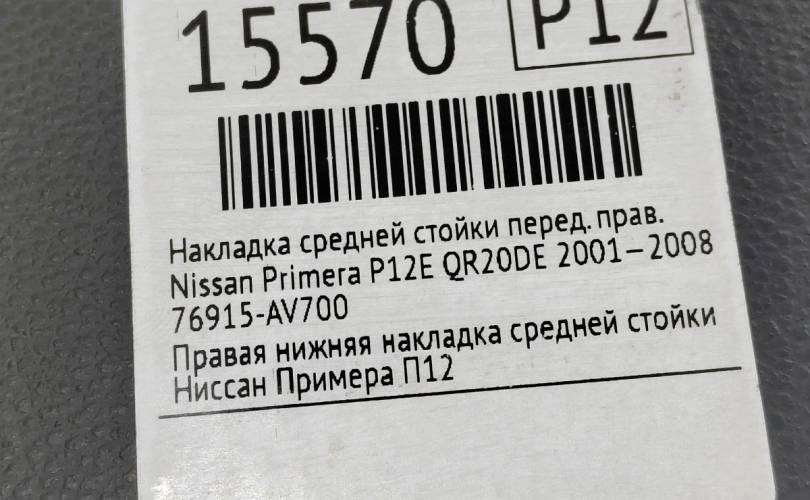 15570
P12
Накладка средней стойки перед. прав.
Nissan Primera P12E QR20DE 2001–2008
76915-AV700
Правая нижняя накладка средней стойки
Ниссан Примера П12